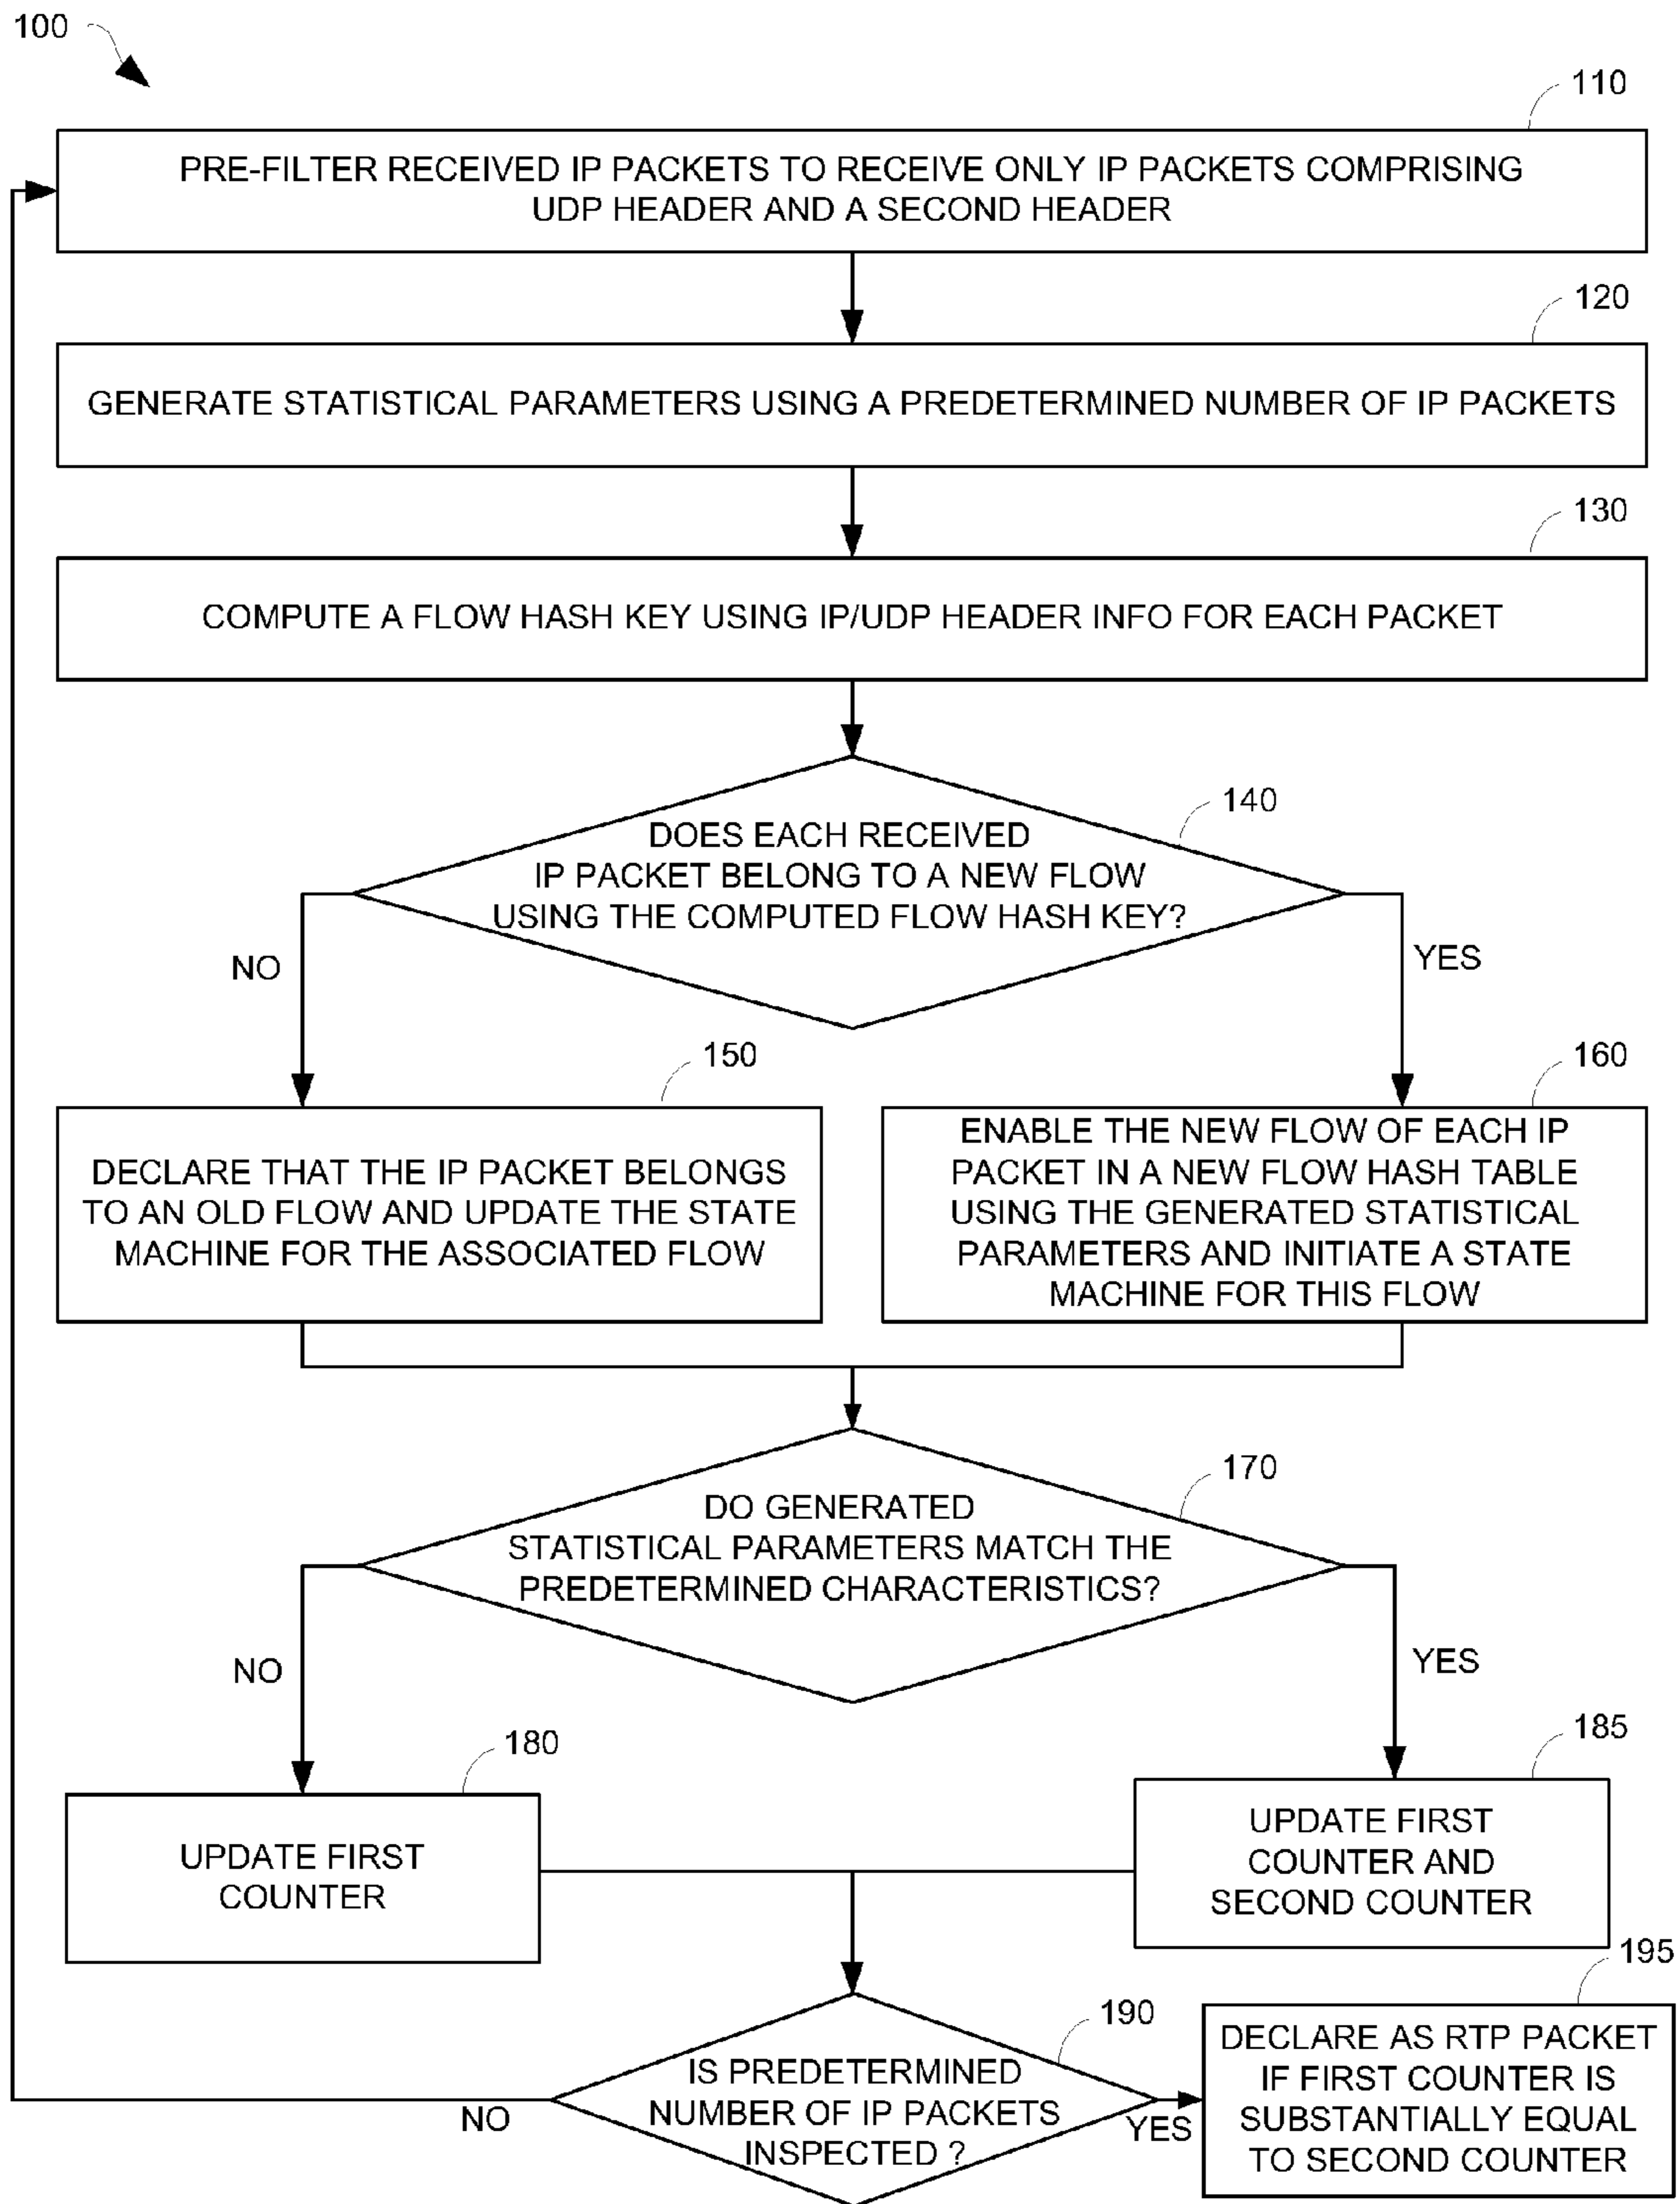 100
110
PRE-FILTER RECEIVED IP PACKETS TO RECEIVE ONLY IP PACKETS COMPRISING
UDP HEADER AND A SECOND HEADER
120
GENERATE STATISTICAL PARAMETERS USING A PREDETERMINED NUMBER OF IP PACKETS
130
COMPUTE A FLOW HASH KEY USING IP/UDP HEADER INFO FOR EACH PACKET
140
DOES EACH RECEIVED
IP PACKET BELONG TO A NEW FLOW
USING THE COMPUTED FLOW HASH KEY?
NO
YES
150
DECLARE THAT THE IP PACKET BELONGS
TO AN OLD FLOW AND UPDATE THE STATE
MACHINE FOR THE ASSOCIATED FLOW
160
ENABLE THE NEW FLOW OF EACH IP
PACKET IN A NEW FLOW HASH TABLE
USING THE GENERATED STATISTICAL
PARAMETERS AND INITIATE A STATE
MACHINE FOR THIS FLOW
170
DO GENERATED
STATISTICAL PARAMETERS MATCH THE
PREDETERMINED CHARACTERISTICS?
NO
YES
180
UPDATE FIRST
COUNTER
185
UPDATE FIRST
COUNTER AND
SECOND COUNTER
190
IS PREDETERMINED
NUMBER OF IP PACKETS
INSPECTED ?
NO
YES
195
DECLARE AS RTP PACKET
IF FIRST COUNTER IS
SUBSTANTIALLY EQUAL
TO SECOND COUNTER